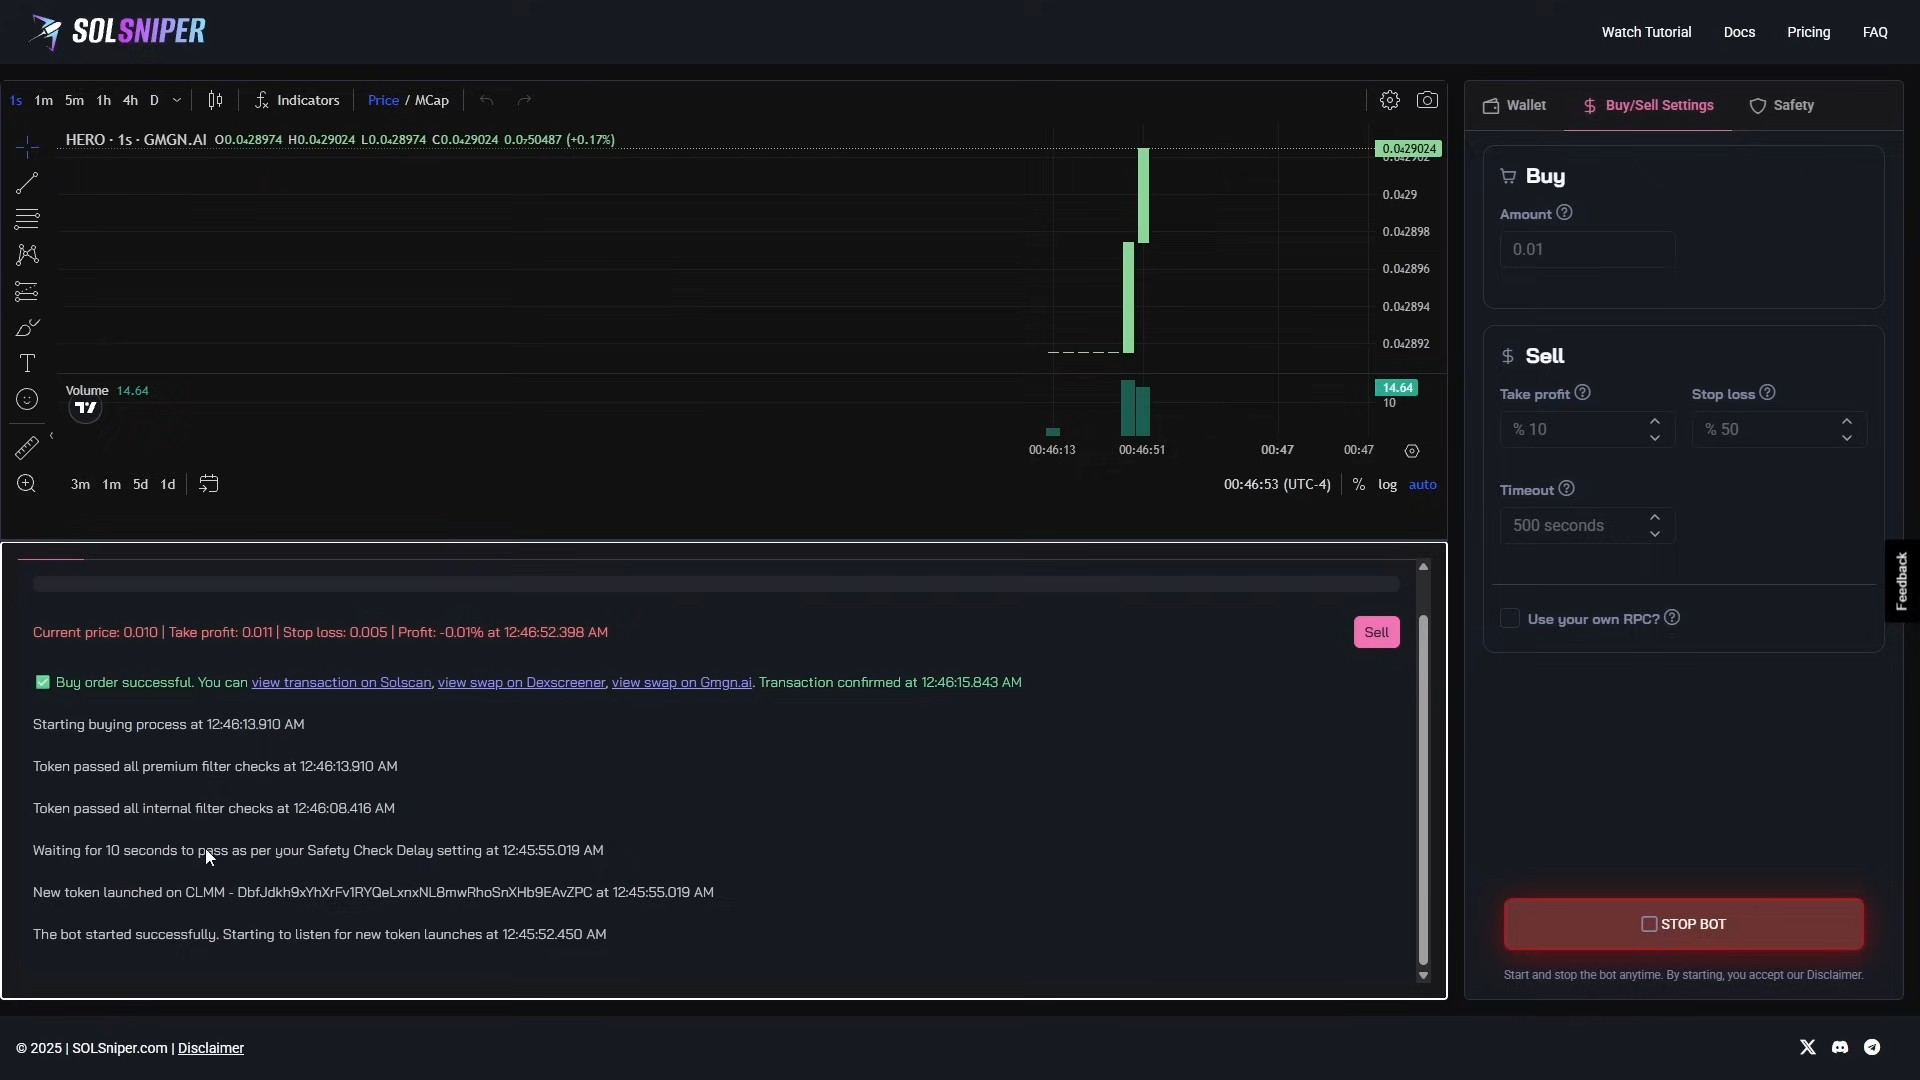 SOLSNIPER
Watch Tutorial Docs Pricing FAQ
1s 1m 5m 1h 4h D Indicators Price / MCap
Wallet Buy/Sell Settings Safety
HERO · 1s · GMGN.AI O0.0₄28974 H0.0₄29024 L0.0₄28974 C0.0₄29024 0.0₇50487 (+0.17%)
0.0₄29024
0.0₄29
0.0₄2898
0.0₄2896
0.0₄2894
0.0₄2892
Volume 14.64
14.64
10
00:46:13 00:46:51 00:47 00:47
3m 1m 5d 1d 00:46:53 (UTC-4) % log auto
Buy
Amount
0.01
Sell
Take profit Stop loss
% 10 % 50
Timeout
500 seconds
Use your own RPC?
Feedback
Current price: 0.010 | Take profit: 0.011 | Stop loss: 0.005 | Profit: -0.01% at 12:46:52.398 AM
Sell
Buy order successful. You can view transaction on Solscan, view swap on Dexscreener, view swap on Gmgn.ai. Transaction confirmed at 12:46:15.843 AM
Starting buying process at 12:46:13.910 AM
Token passed all premium filter checks at 12:46:13.910 AM
Token passed all internal filter checks at 12:46:08.416 AM
Waiting for 10 seconds to pass as per your Safety Check Delay setting at 12:45:55.019 AM
New token launched on CLMM - DbfJdkh9xYhXrFv1RYQeLxnxNL8mwRhoSnXHb9EAvZPC at 12:45:55.019 AM
The bot started successfully. Starting to listen for new token launches at 12:45:52.450 AM
STOP BOT
Start and stop the bot anytime. By starting, you accept our Disclaimer.
© 2025 | SOLSniper.com | Disclaimer